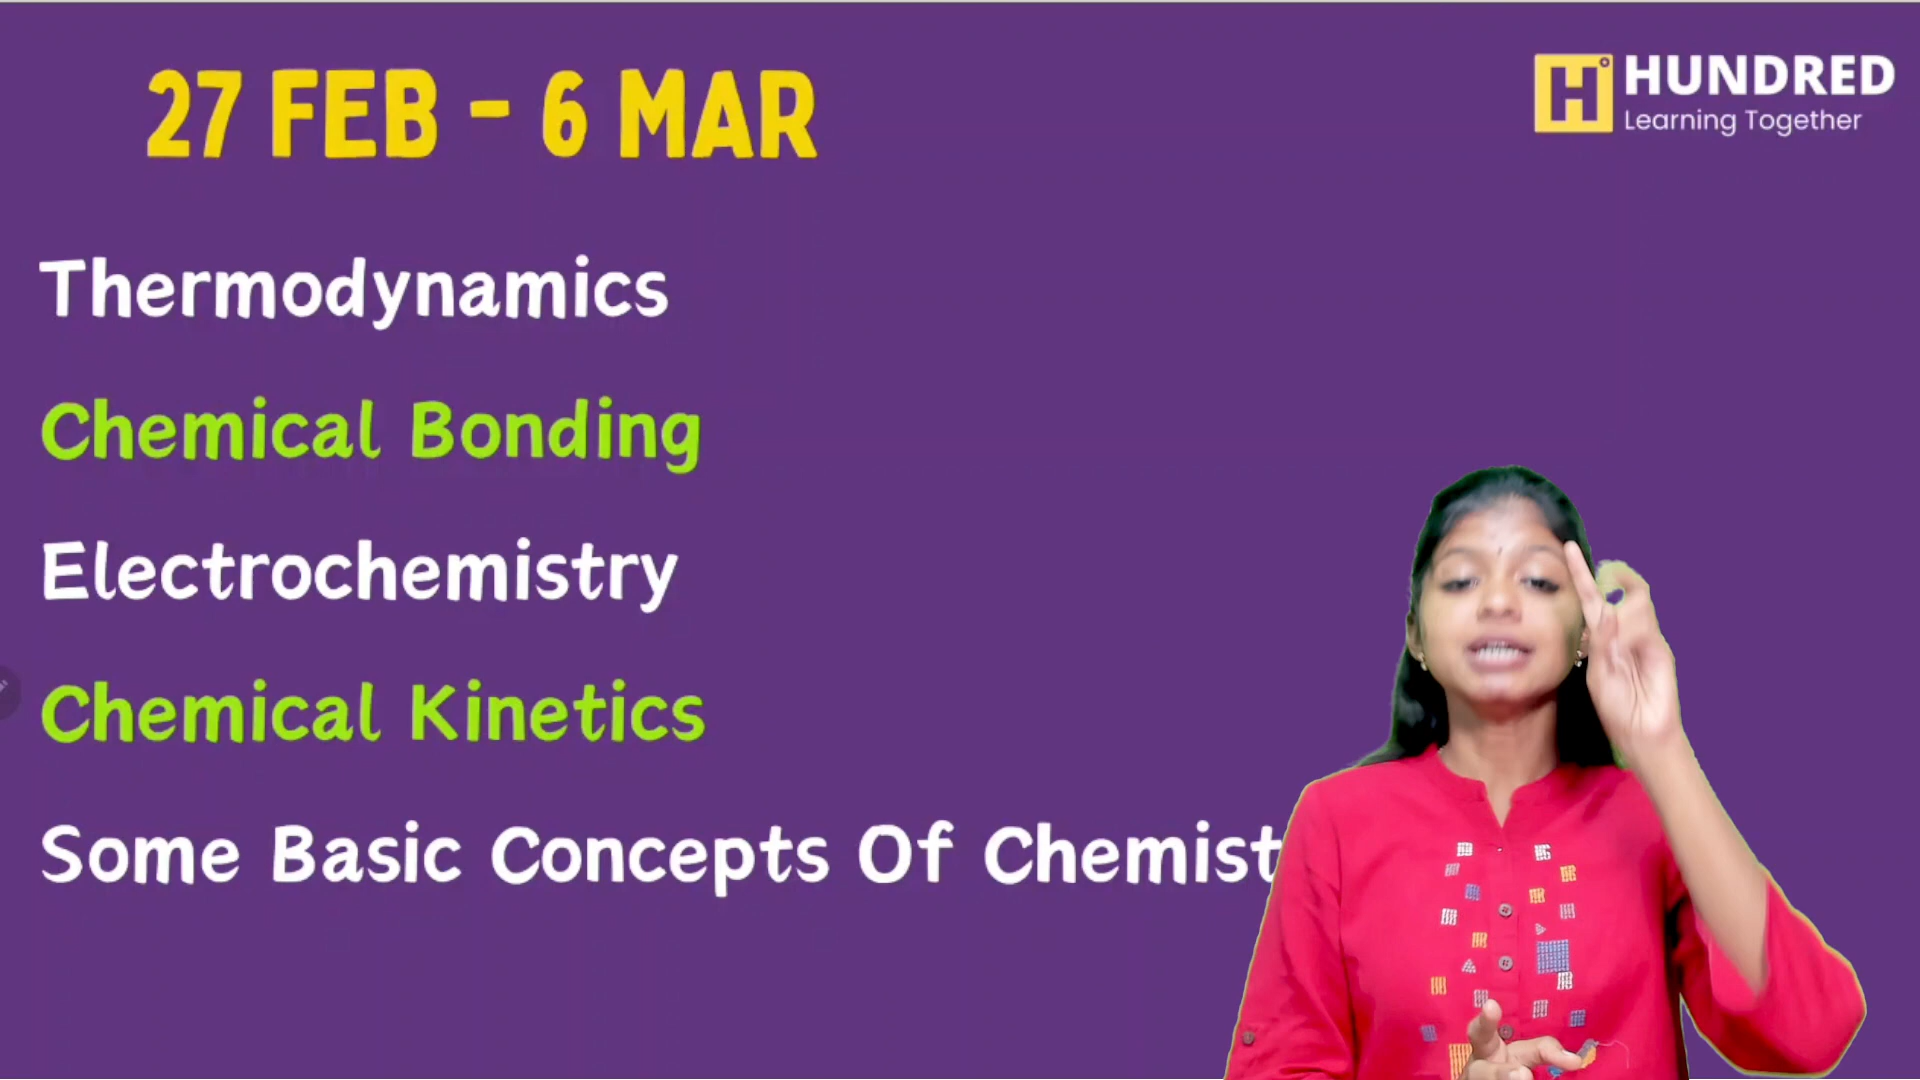 27 FEB - 6 MAR
HUNDRED
Learning Together
Thermodynamics
Chemical Bonding
Electrochemistry
Chemical Kinetics
Some Basic Concepts Of Chemist